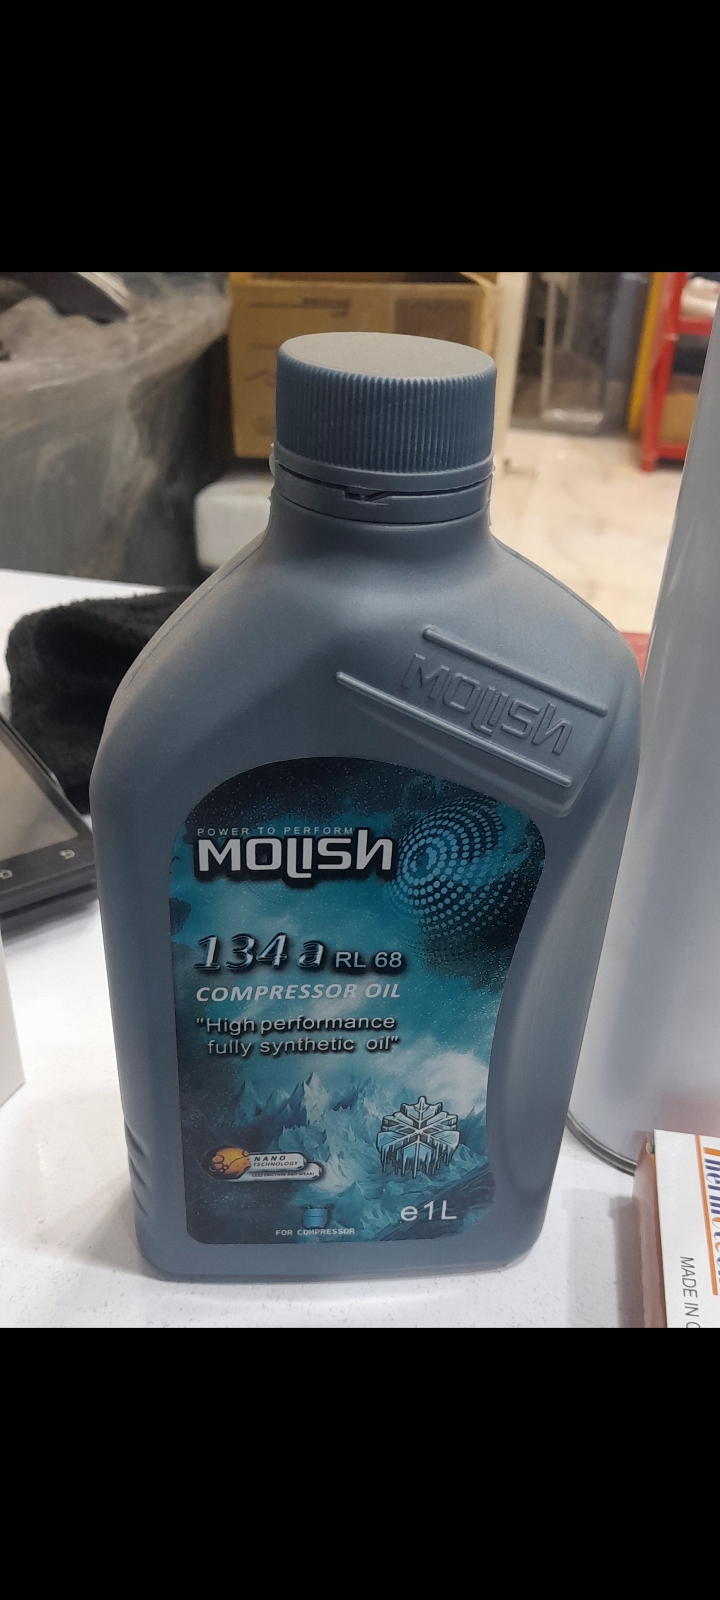 MOLISH
POWER TO PERFORM
MOLISH
134a RL 68
COMPRESSOR OIL
"High performance
fully synthetic oil"
NANO
TECHNOLOGY
e1L
FOR COMPRESSOR
MADE IN